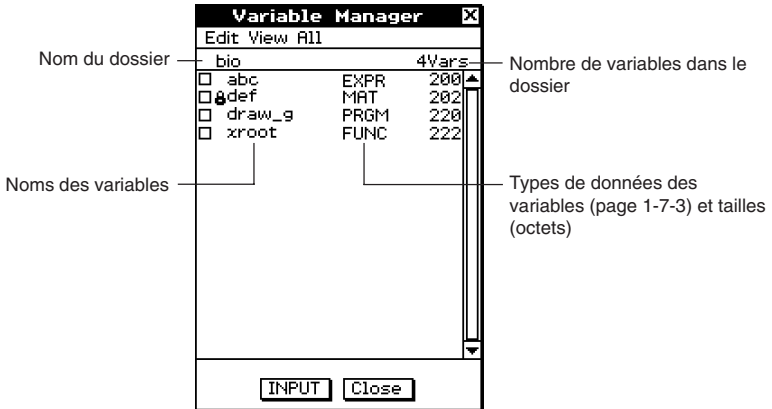 Variable Manager
Edit View All
Nom du dossier
bio 4Vars
Nombre de variables dans le
dossier
abc EXPR 200
def MAT 202
draw_g PRGM 220
xroot FUNC 222
Noms des variables
Types de données des
variables (page 1-7-3) et tailles
(octets)
INPUT Close